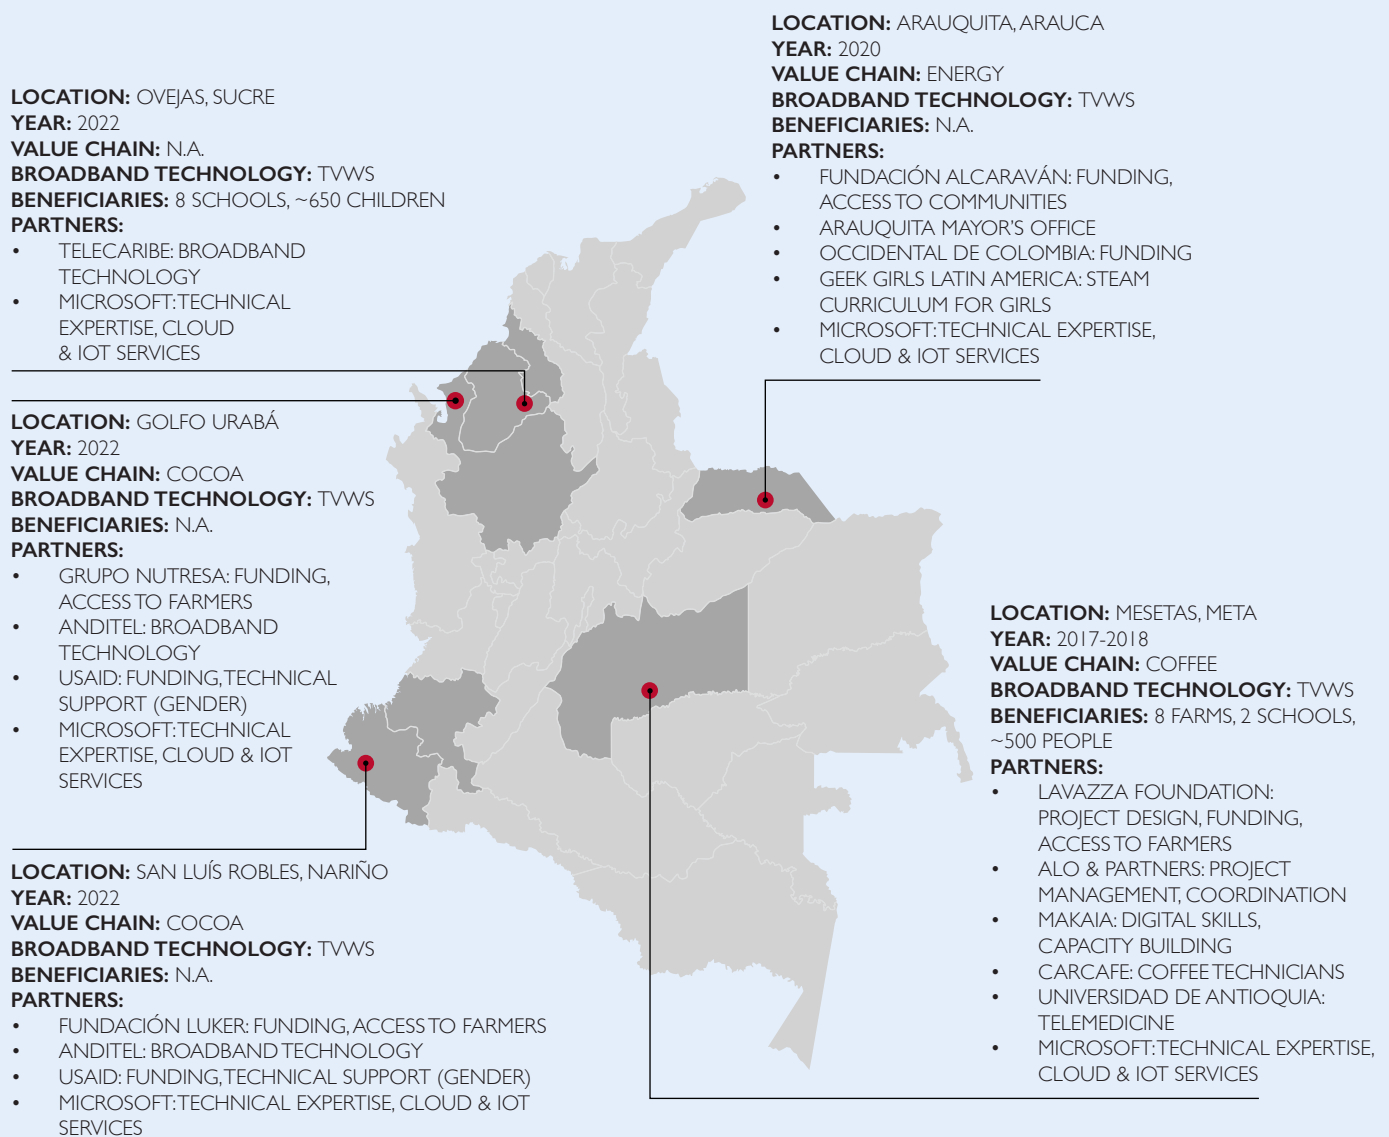 LOCATION: OVEJAS, SUCRE
YEAR: 2022
VALUE CHAIN: N.A.
BROADBAND TECHNOLOGY: TVWS
BENEFICIARIES: 8 SCHOOLS, ~650 CHILDREN
PARTNERS:
• TELECARIBE: BROADBAND
TECHNOLOGY
• MICROSOFT: TECHNICAL
EXPERTISE, CLOUD
& IOT SERVICES
LOCATION: GOLFO URABÁ
YEAR: 2022
VALUE CHAIN: COCOA
BROADBAND TECHNOLOGY: TVWS
BENEFICIARIES: N.A.
PARTNERS:
• GRUPO NUTRESA: FUNDING,
ACCESS TO FARMERS
• ANDITEL: BROADBAND
TECHNOLOGY
• USAID: FUNDING, TECHNICAL
SUPPORT (GENDER)
• MICROSOFT: TECHNICAL
EXPERTISE, CLOUD & IOT
SERVICES
LOCATION: SAN LUÍS ROBLES, NARIÑO
YEAR: 2022
VALUE CHAIN: COCOA
BROADBAND TECHNOLOGY: TVWS
BENEFICIARIES: N.A.
PARTNERS:
• FUNDACIÓN LUKER: FUNDING, ACCESS TO FARMERS
• ANDITEL: BROADBAND TECHNOLOGY
• USAID: FUNDING, TECHNICAL SUPPORT (GENDER)
• MICROSOFT: TECHNICAL EXPERTISE, CLOUD & IOT
SERVICES
LOCATION: ARAUQUITA, ARAUCA
YEAR: 2020
VALUE CHAIN: ENERGY
BROADBAND TECHNOLOGY: TVWS
BENEFICIARIES: N.A.
PARTNERS:
• FUNDACIÓN ALCARAVÁN: FUNDING,
ACCESS TO COMMUNITIES
• ARAUQUITA MAYOR'S OFFICE
• OCCIDENTAL DE COLOMBIA: FUNDING
• GEEK GIRLS LATIN AMERICA: STEAM
CURRICULUM FOR GIRLS
• MICROSOFT: TECHNICAL EXPERTISE,
CLOUD & IOT SERVICES
LOCATION: MESETAS, META
YEAR: 2017-2018
VALUE CHAIN: COFFEE
BROADBAND TECHNOLOGY: TVWS
BENEFICIARIES: 8 FARMS, 2 SCHOOLS,
~500 PEOPLE
PARTNERS:
• LAVAZZA FOUNDATION:
PROJECT DESIGN, FUNDING,
ACCESS TO FARMERS
• ALO & PARTNERS: PROJECT
MANAGEMENT, COORDINATION
• MAKAIA: DIGITAL SKILLS,
CAPACITY BUILDING
• CARCAFE: COFFEE TECHNICIANS
• UNIVERSIDAD DE ANTIOQUIA:
TELEMEDICINE
• MICROSOFT: TECHNICAL EXPERTISE,
CLOUD & IOT SERVICES